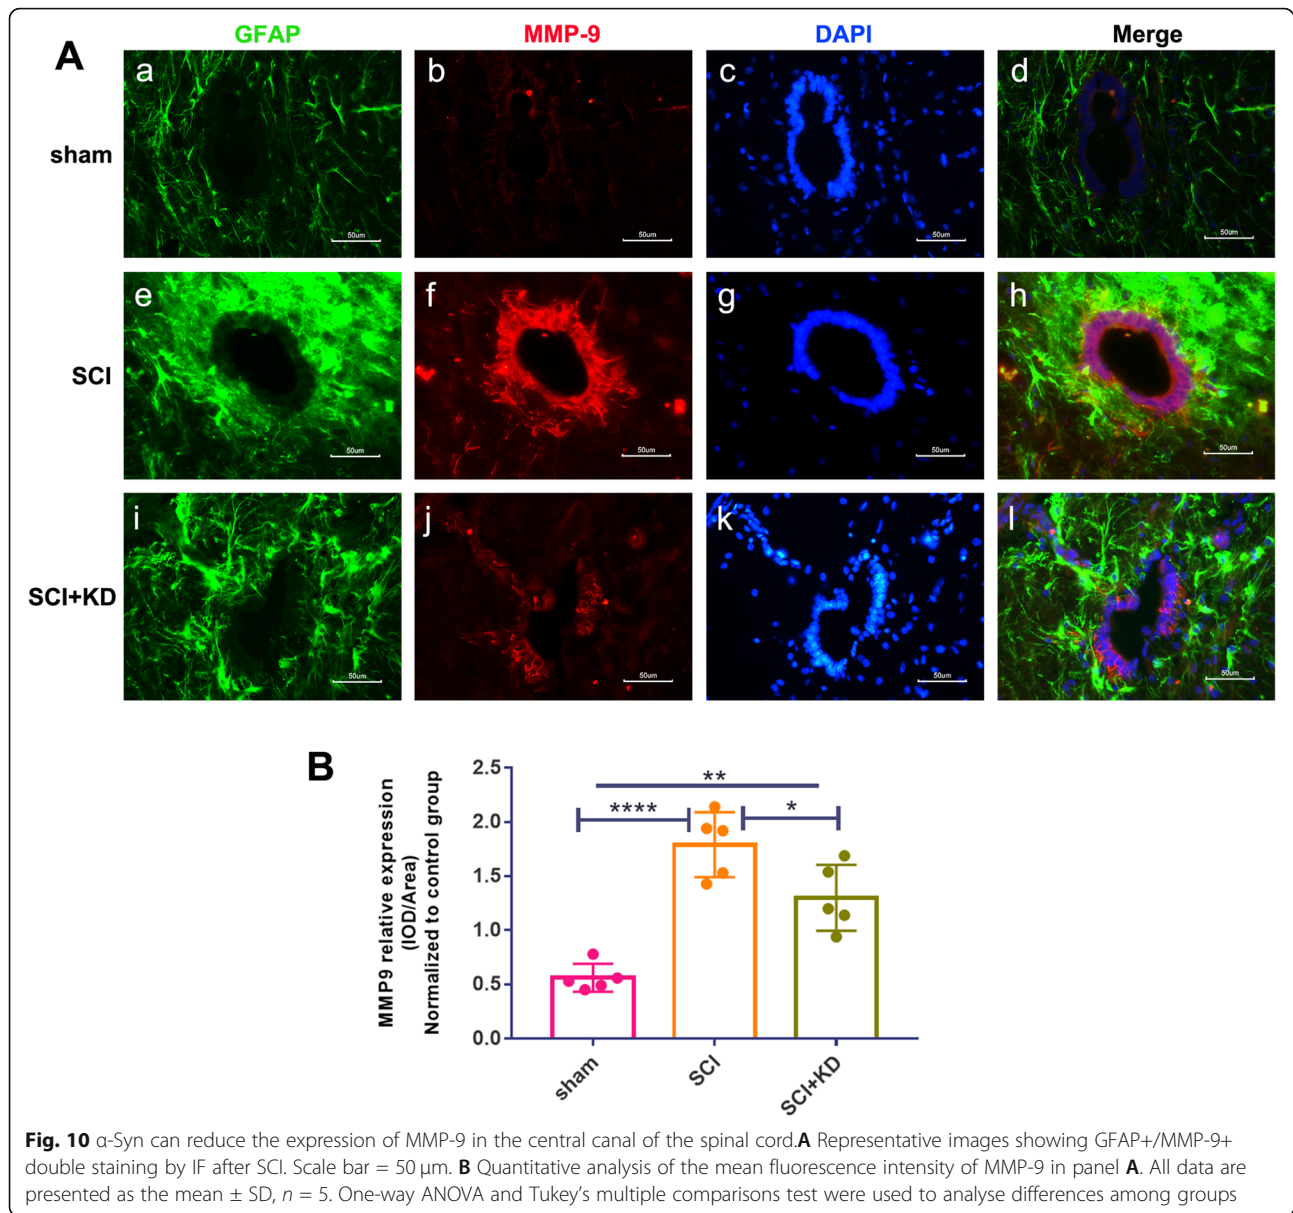 GFAP MMP-9 DAPI Merge
A
sham
a b c d
50um 50um 50um 50um
SCI
e f g h
50um 50um 50um 50um
SCI+KD
i j k l
50um 50um 50um 50um
B
MMP9 relative expression
(IOD/Area)
Normalized to control group
2.5
2.0
1.5
1.0
0.5
0.0
**
**** *
sham SCI SCI+KD
Fig. 10 α-Syn can reduce the expression of MMP-9 in the central canal of the spinal cord.A Representative images showing GFAP+/MMP-9+
double staining by IF after SCI. Scale bar = 50 μm. B Quantitative analysis of the mean fluorescence intensity of MMP-9 in panel A. All data are
presented as the mean ± SD, n = 5. One-way ANOVA and Tukey's multiple comparisons test were used to analyse differences among groups